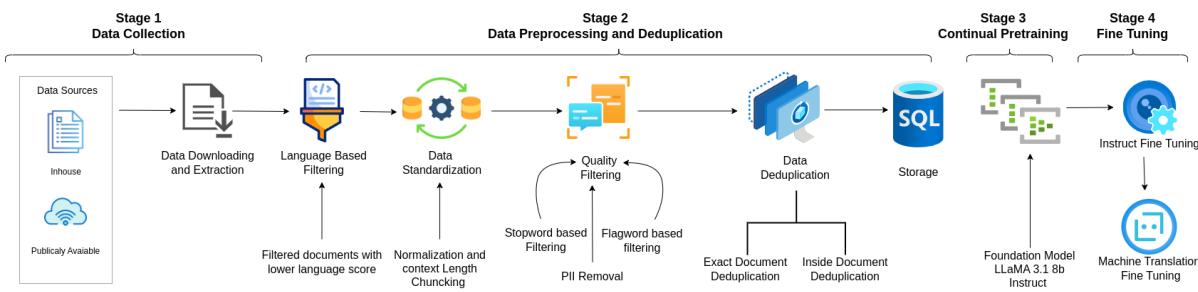 Stage 1
Data Collection
Stage 2
Data Preprocessing and Deduplication
Stage 3
Continual Pretraining
Stage 4
Fine Tuning
Data Sources
Inhouse
Publicaly Avaiable
Data Downloading
and Extraction
Language Based
Filtering
Filtered documents with
lower language score
Data
Standardization
Normalization and
context Length
Chuncking
Quality
Filtering
Stopword based
Filtering
PII Removal
Flagword based
filtering
Data
Deduplication
Exact Document
Deduplication
Inside Document
Deduplication
SQL
Storage
Foundation Model
LLaMA 3.1 8b
Instruct
Instruct Fine Tuning
Machine Translation
Fine Tuning